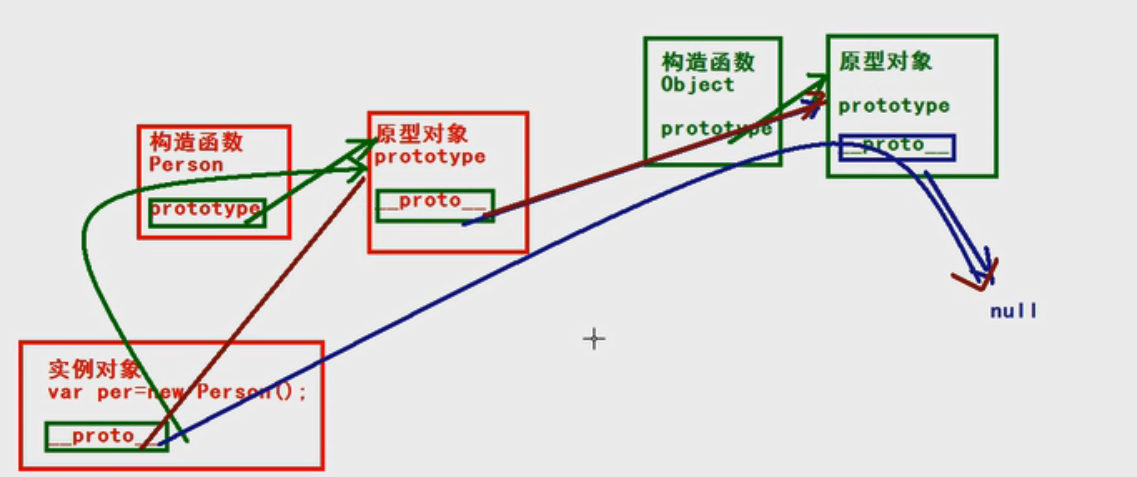 构造函数
Person
prototype
原型对象
prototype
__proto__
构造函数
Object
prototype
原型对象
prototype
__proto__
null
实例对象
var per=new Person();
__proto__